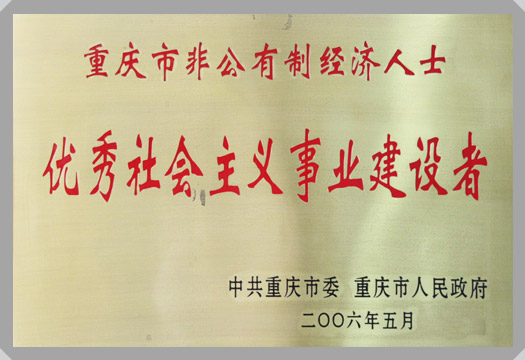 重庆市非公有制经济人士
优秀社会主义事业建设者
中共重庆市委 重庆市人民政府
二〇〇六年五月